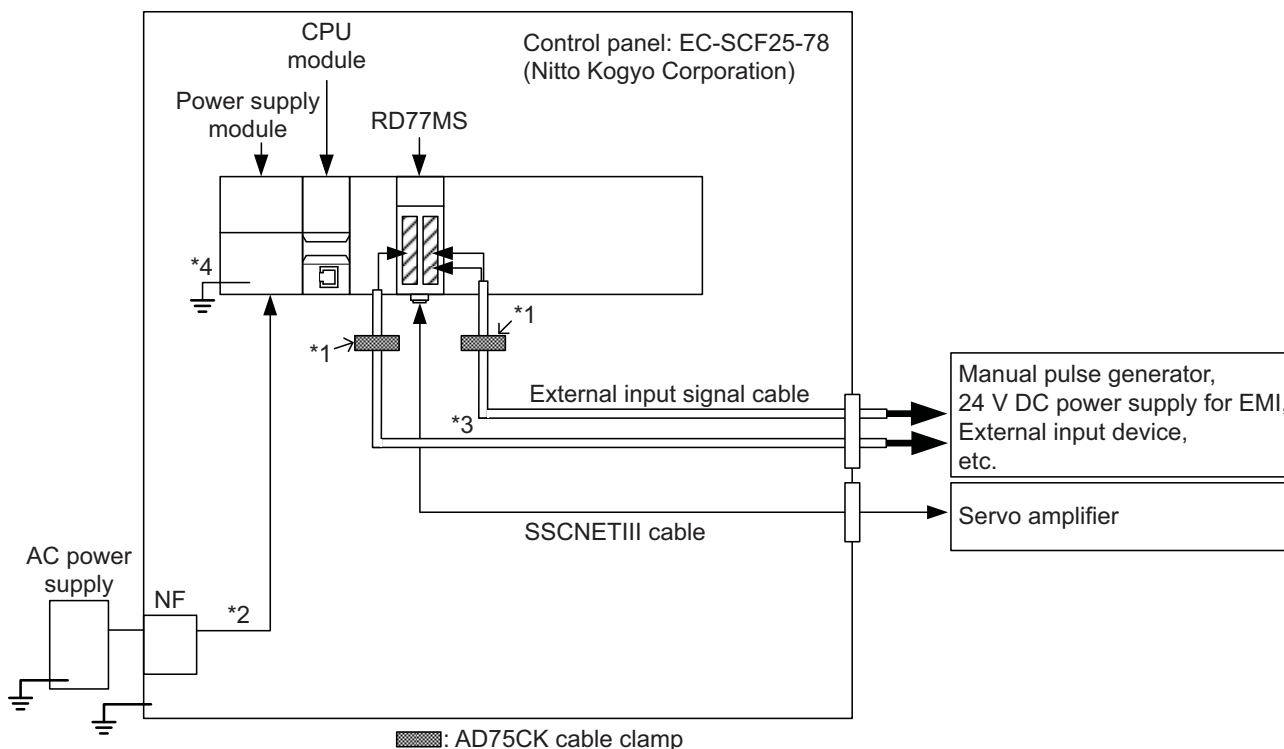 CPU
module
Control panel: EC-SCF25-78
(Nitto Kogyo Corporation)
Power supply
module
RD77MS
*4
*1
*1
External input signal cable
*3
Manual pulse generator,
24 V DC power supply for EMI,
External input device,
etc.
SSCNETIII cable
Servo amplifier
AC power
supply
NF
*2
: AD75CK cable clamp